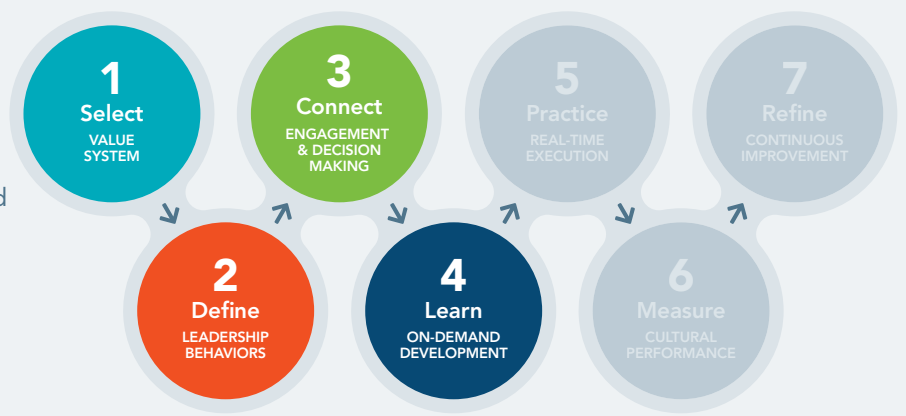 1
Select
VALUE
SYSTEM
2
Define
LEADERSHIP
BEHAVIORS
3
Connect
ENGAGEMENT
& DECISION
MAKING
4
Learn
ON-DEMAND
DEVELOPMENT
5
Practice
REAL-TIME
EXECUTION
6
Measure
CULTURAL
PERFORMANCE
7
Refine
CONTINUOUS
IMPROVEMENT